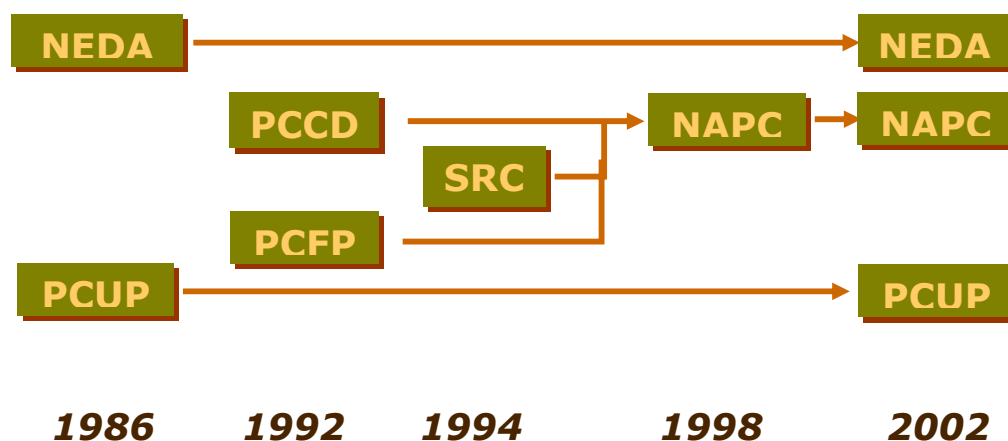 NEDA NEDA
PCCD NAPC NAPC
SRC
PCFP
PCUP PCUP
1986 1992 1994 1998 2002